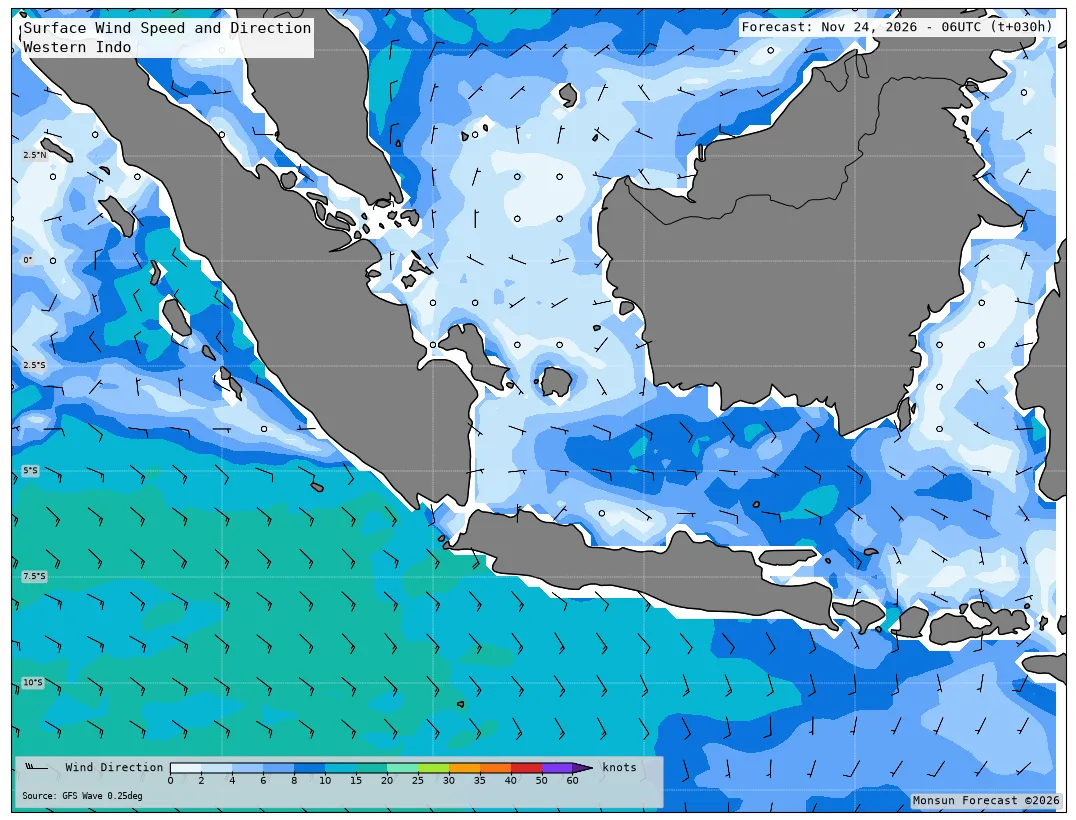 Surface Wind Speed and Direction
Western Indo
Forecast: Nov 24, 2026 - 06UTC (t+030h)
2.5°N
0°
2.5°S
5°S
7.5°S
10°S
Wind Direction
0 2 4 6 8 10 15 20 25 30 35 40 50 60
knots
Source: GFS Wave 0.25deg
Monsun Forecast ©2026